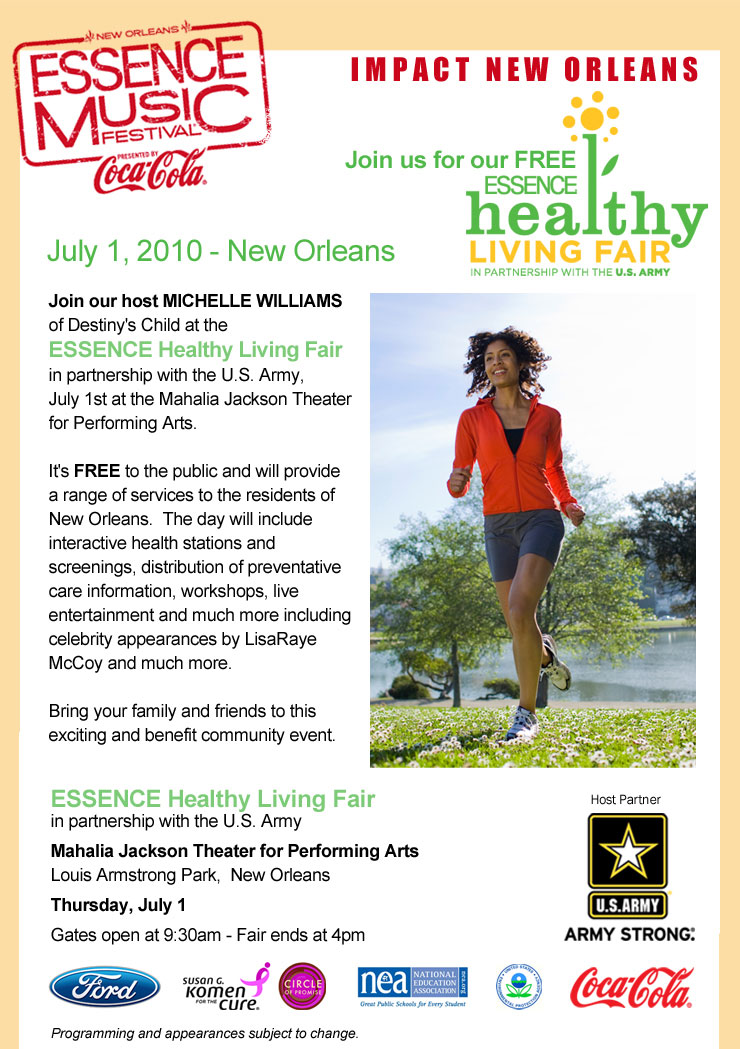 NEW ORLEANS
ESSENCE
MUSIC
FESTIVAL
PRESENTED BY
Coca-Cola
IMPACT NEW ORLEANS
Join us for our FREE
ESSENCE
healthy
LIVING FAIR
IN PARTNERSHIP WITH THE U.S. ARMY
July 1, 2010 - New Orleans
Join our host MICHELLE WILLIAMS
of Destiny's Child at the
ESSENCE Healthy Living Fair
in partnership with the U.S. Army,
July 1st at the Mahalia Jackson Theater
for Performing Arts.
It's FREE to the public and will provide
a range of services to the residents of
New Orleans.  The day will include
interactive health stations and
screenings, distribution of preventative
care information, workshops, live
entertainment and much more including
celebrity appearances by LisaRaye
McCoy and much more.
Bring your family and friends to this
exciting and benefit community event.
ESSENCE Healthy Living Fair
in partnership with the U.S. Army
Mahalia Jackson Theater for Performing Arts
Louis Armstrong Park,  New Orleans
Thursday, July 1
Gates open at 9:30am - Fair ends at 4pm
Host Partner
U.S.ARMY
ARMY STRONG.
Ford
SUSAN G.
Komen
FOR THE
cure.
CIRCLE
OF PROMISE
nea
NATIONAL
EDUCATION
ASSOCIATION
nea.org
Great Public Schools for Every Student
Coca-Cola
Programming and appearances subject to change.